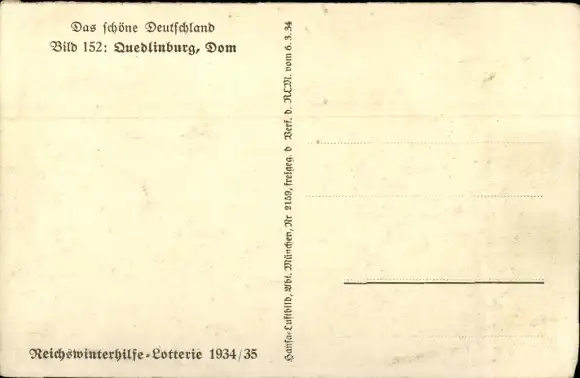 Das schöne Deutschland
Bild 152: Quedlinburg, Dom
Reichswinterhilfe-Lotterie 1934/35
Hansa-Luftbild, Abt. München, Nr 2159, freigeg. d Verf. d. RLM. vom 6.3.34